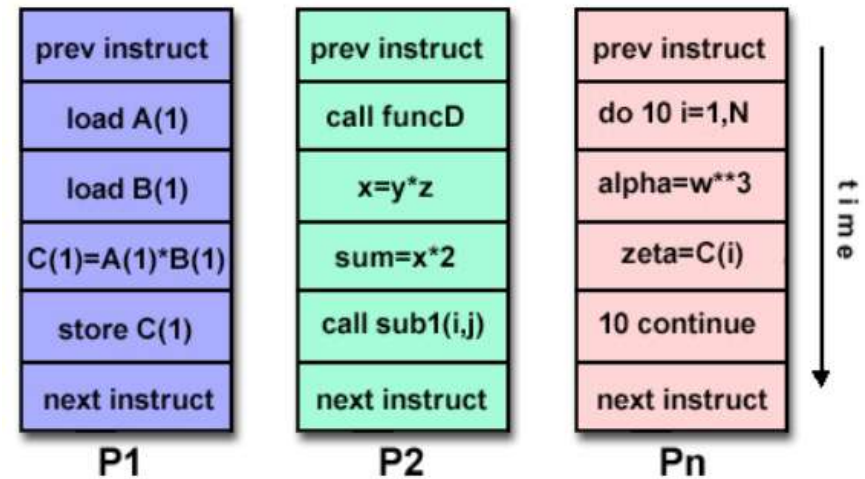 prev instruct
load A(1)
load B(1)
C(1)=A(1)*B(1)
store C(1)
next instruct
P1
prev instruct
call funcD
x=y*z
sum=x*2
call sub1(i,j)
next instruct
P2
prev instruct
do 10 i=1,N
alpha=w**3
zeta=C(i)
10 continue
next instruct
Pn
time